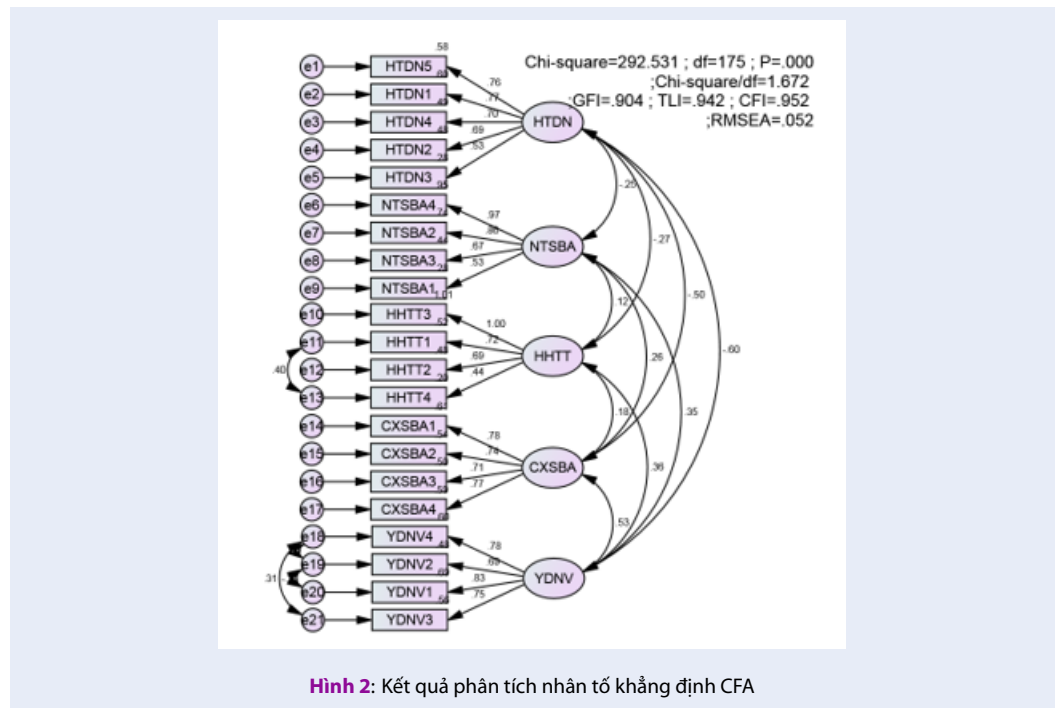 Chi-square=292.531 ; df=175 ; P=.000
;Chi-square/df=1.672
;GFI=.904 ; TLI=.942 ; CFI=.952
;RMSEA=.052
.58
e1 HTDN5 .76
e2 HTDN1 .77
e3 HTDN4 .70
e4 HTDN2 .69
e5 HTDN3 .53
HTDN
e6 NTSBA4 .97
e7 NTSBA2 .86
e8 NTSBA3 .67
e9 NTSBA1 .53
NTSBA
1.01
e10 HHTT3 1.00
e11 HHTT1 .72
e12 HHTT2 .69
e13 HHTT4 .44
HHTT
.40
e14 CXSBA1 .78
e15 CXSBA2 .74
e16 CXSBA3 .71
e17 CXSBA4 .77
CXSBA
e18 YDNV4 .78
e19 YDNV2 .69
e20 YDNV1 .83
e21 YDNV3 .75
YDNV
.31
-.25
-.27
-.50
-.60
.12
.26
.35
.18
.36
.53
Hình 2: Kết quả phân tích nhân tố khẳng định CFA